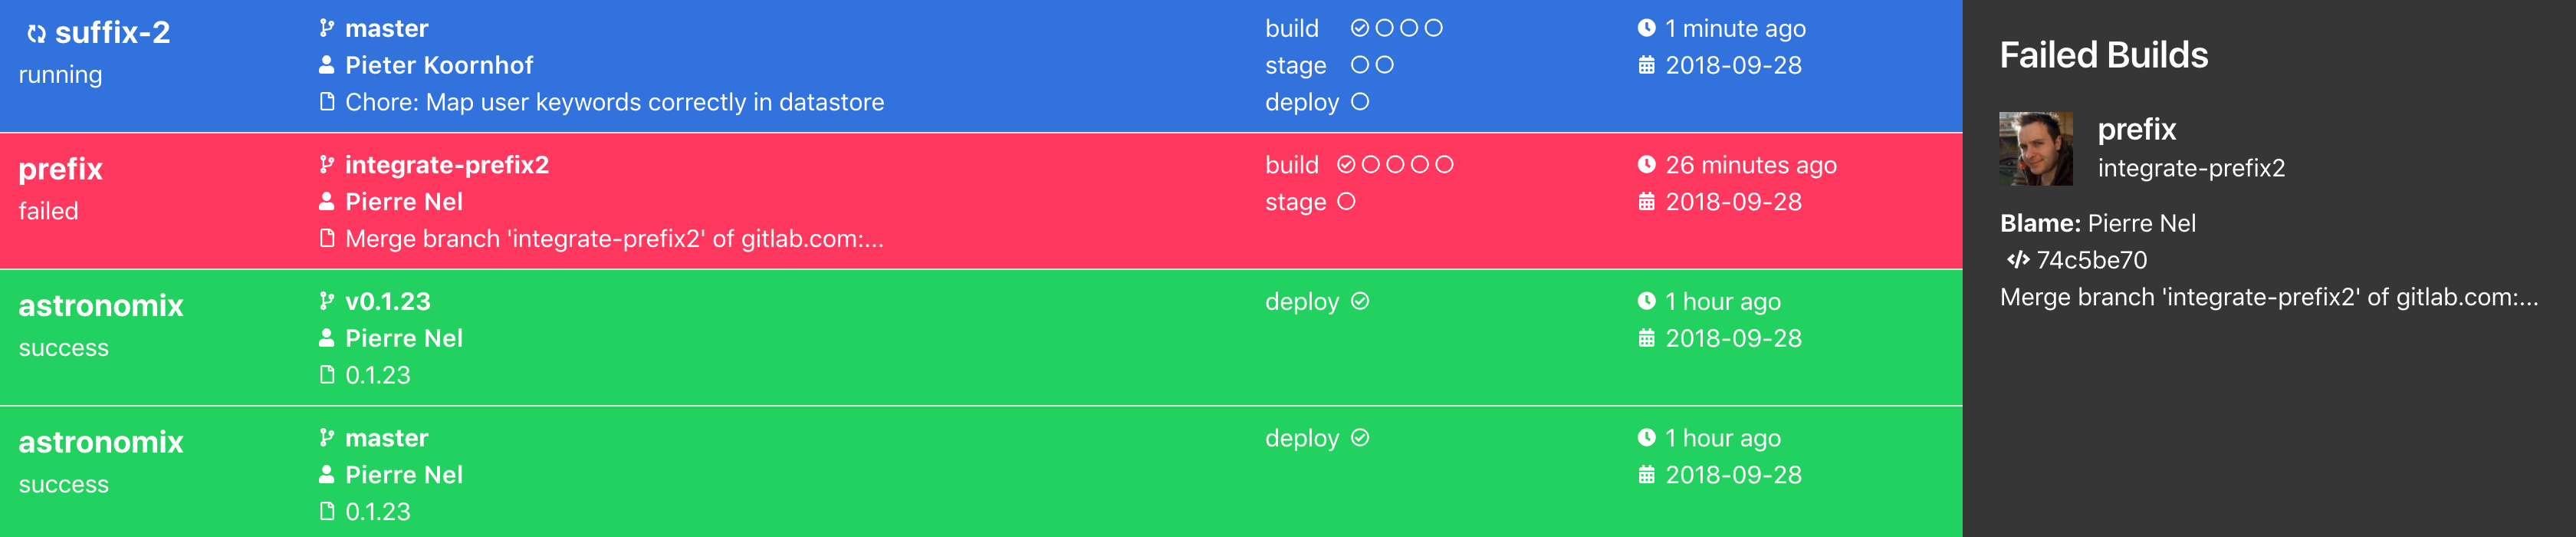 suffix-2
running
master
Pieter Koornhof
Chore: Map user keywords correctly in datastore
build
stage
deploy
1 minute ago
2018-09-28
prefix
failed
integrate-prefix2
Pierre Nel
Merge branch 'integrate-prefix2' of gitlab.com:...
build
stage
26 minutes ago
2018-09-28
astronomix
success
v0.1.23
Pierre Nel
0.1.23
deploy
1 hour ago
2018-09-28
astronomix
success
master
Pierre Nel
0.1.23
deploy
1 hour ago
2018-09-28
Failed Builds
prefix
integrate-prefix2
Blame: Pierre Nel
74c5be70
Merge branch 'integrate-prefix2' of gitlab.com:...